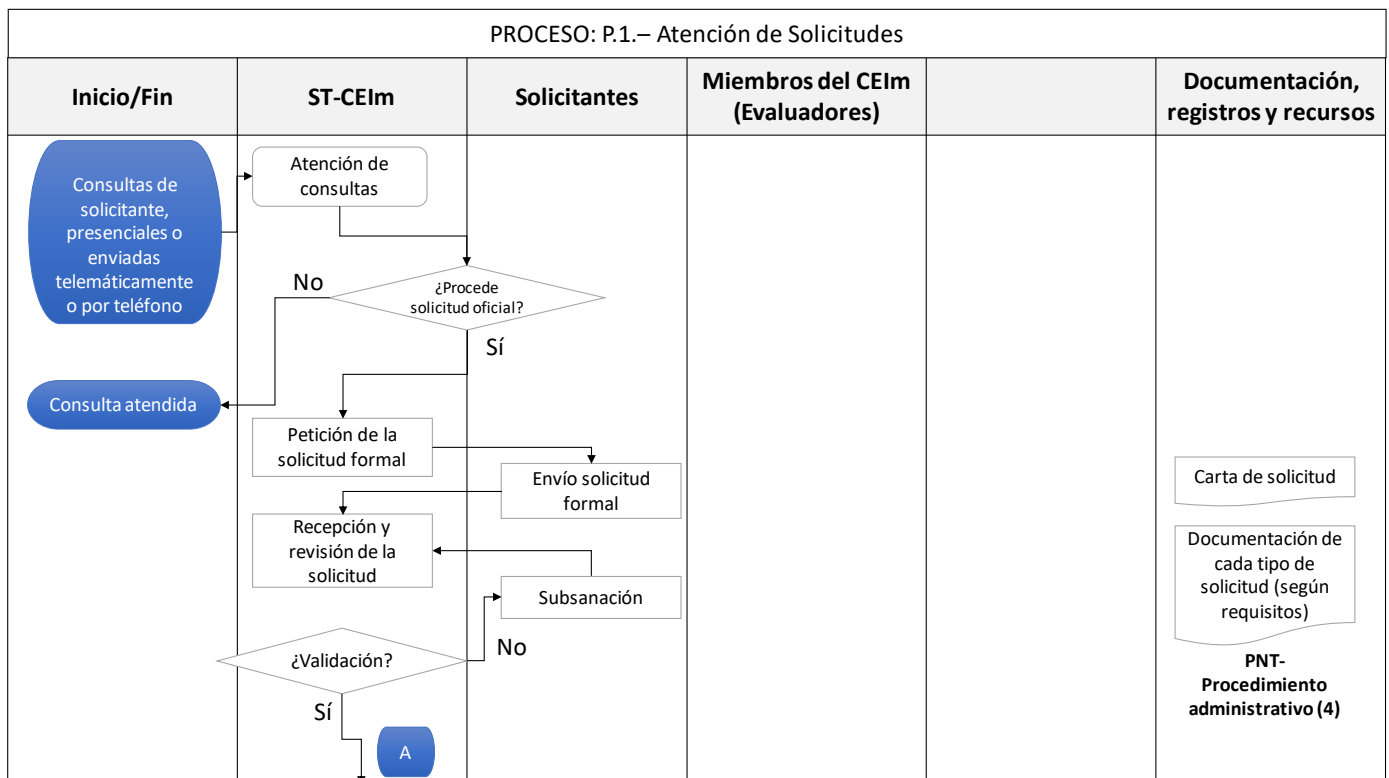 PROCESO: P.1.– Atención de Solicitudes
Inicio/Fin
ST-CEIm
Solicitantes
Miembros del CEIm
(Evaluadores)
Documentación,
registros y recursos
Consultas de
solicitante,
presenciales o
enviadas
telemáticamente
o por teléfono
Atención de
consultas
¿Procede
solicitud oficial?
No
Sí
Consulta atendida
Petición de la
solicitud formal
Envío solicitud
formal
Carta de solicitud
Recepción y
revisión de la
solicitud
Documentación de
cada tipo de
solicitud (según
requisitos)
Subsanación
¿Validación?
No
Sí
PNT-
Procedimiento
administrativo (4)
A